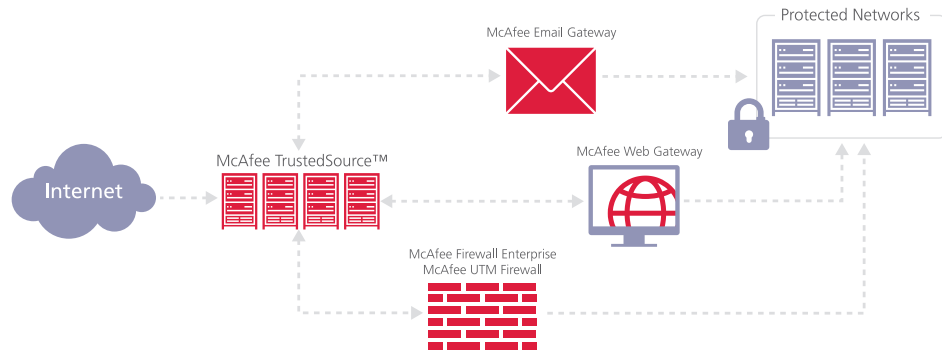 Protected Networks
McAfee Email Gateway
McAfee TrustedSource™
McAfee Web Gateway
Internet
McAfee Firewall Enterprise
McAfee UTM Firewall